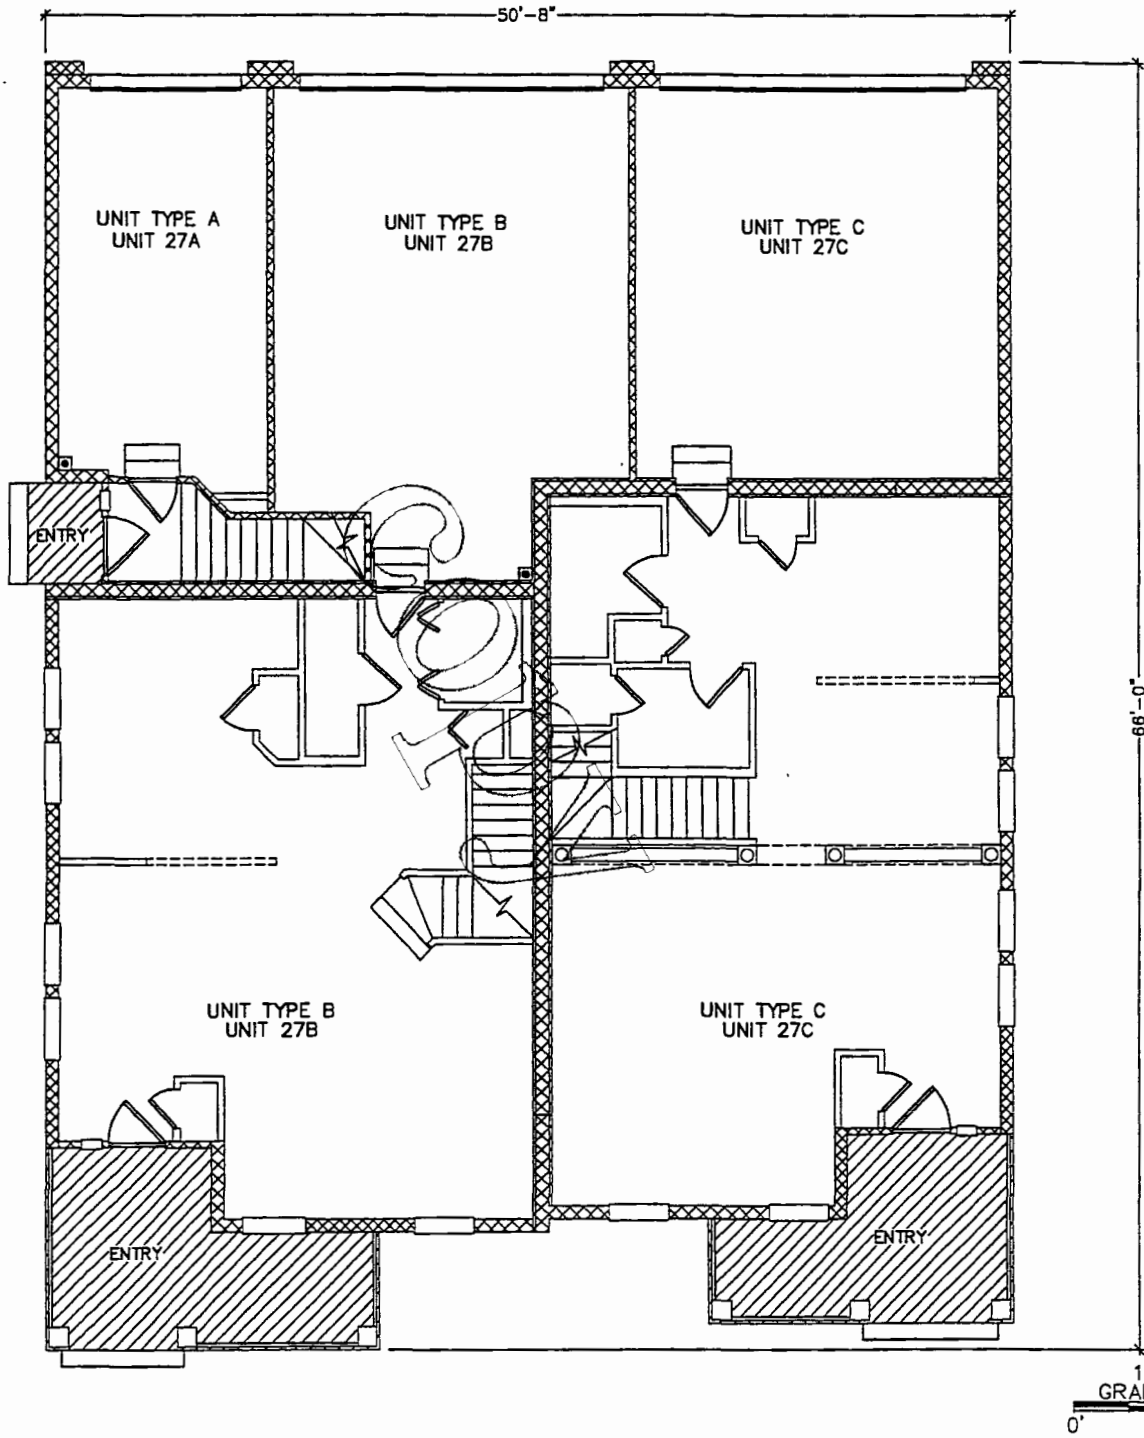 50'-8"
UNIT TYPE A
UNIT 27A
UNIT TYPE B
UNIT 27B
UNIT TYPE C
UNIT 27C
ENTRY
66'-0"
UNIT TYPE B
UNIT 27B
UNIT TYPE C
UNIT 27C
ENTRY
ENTRY
1
GRA
0'